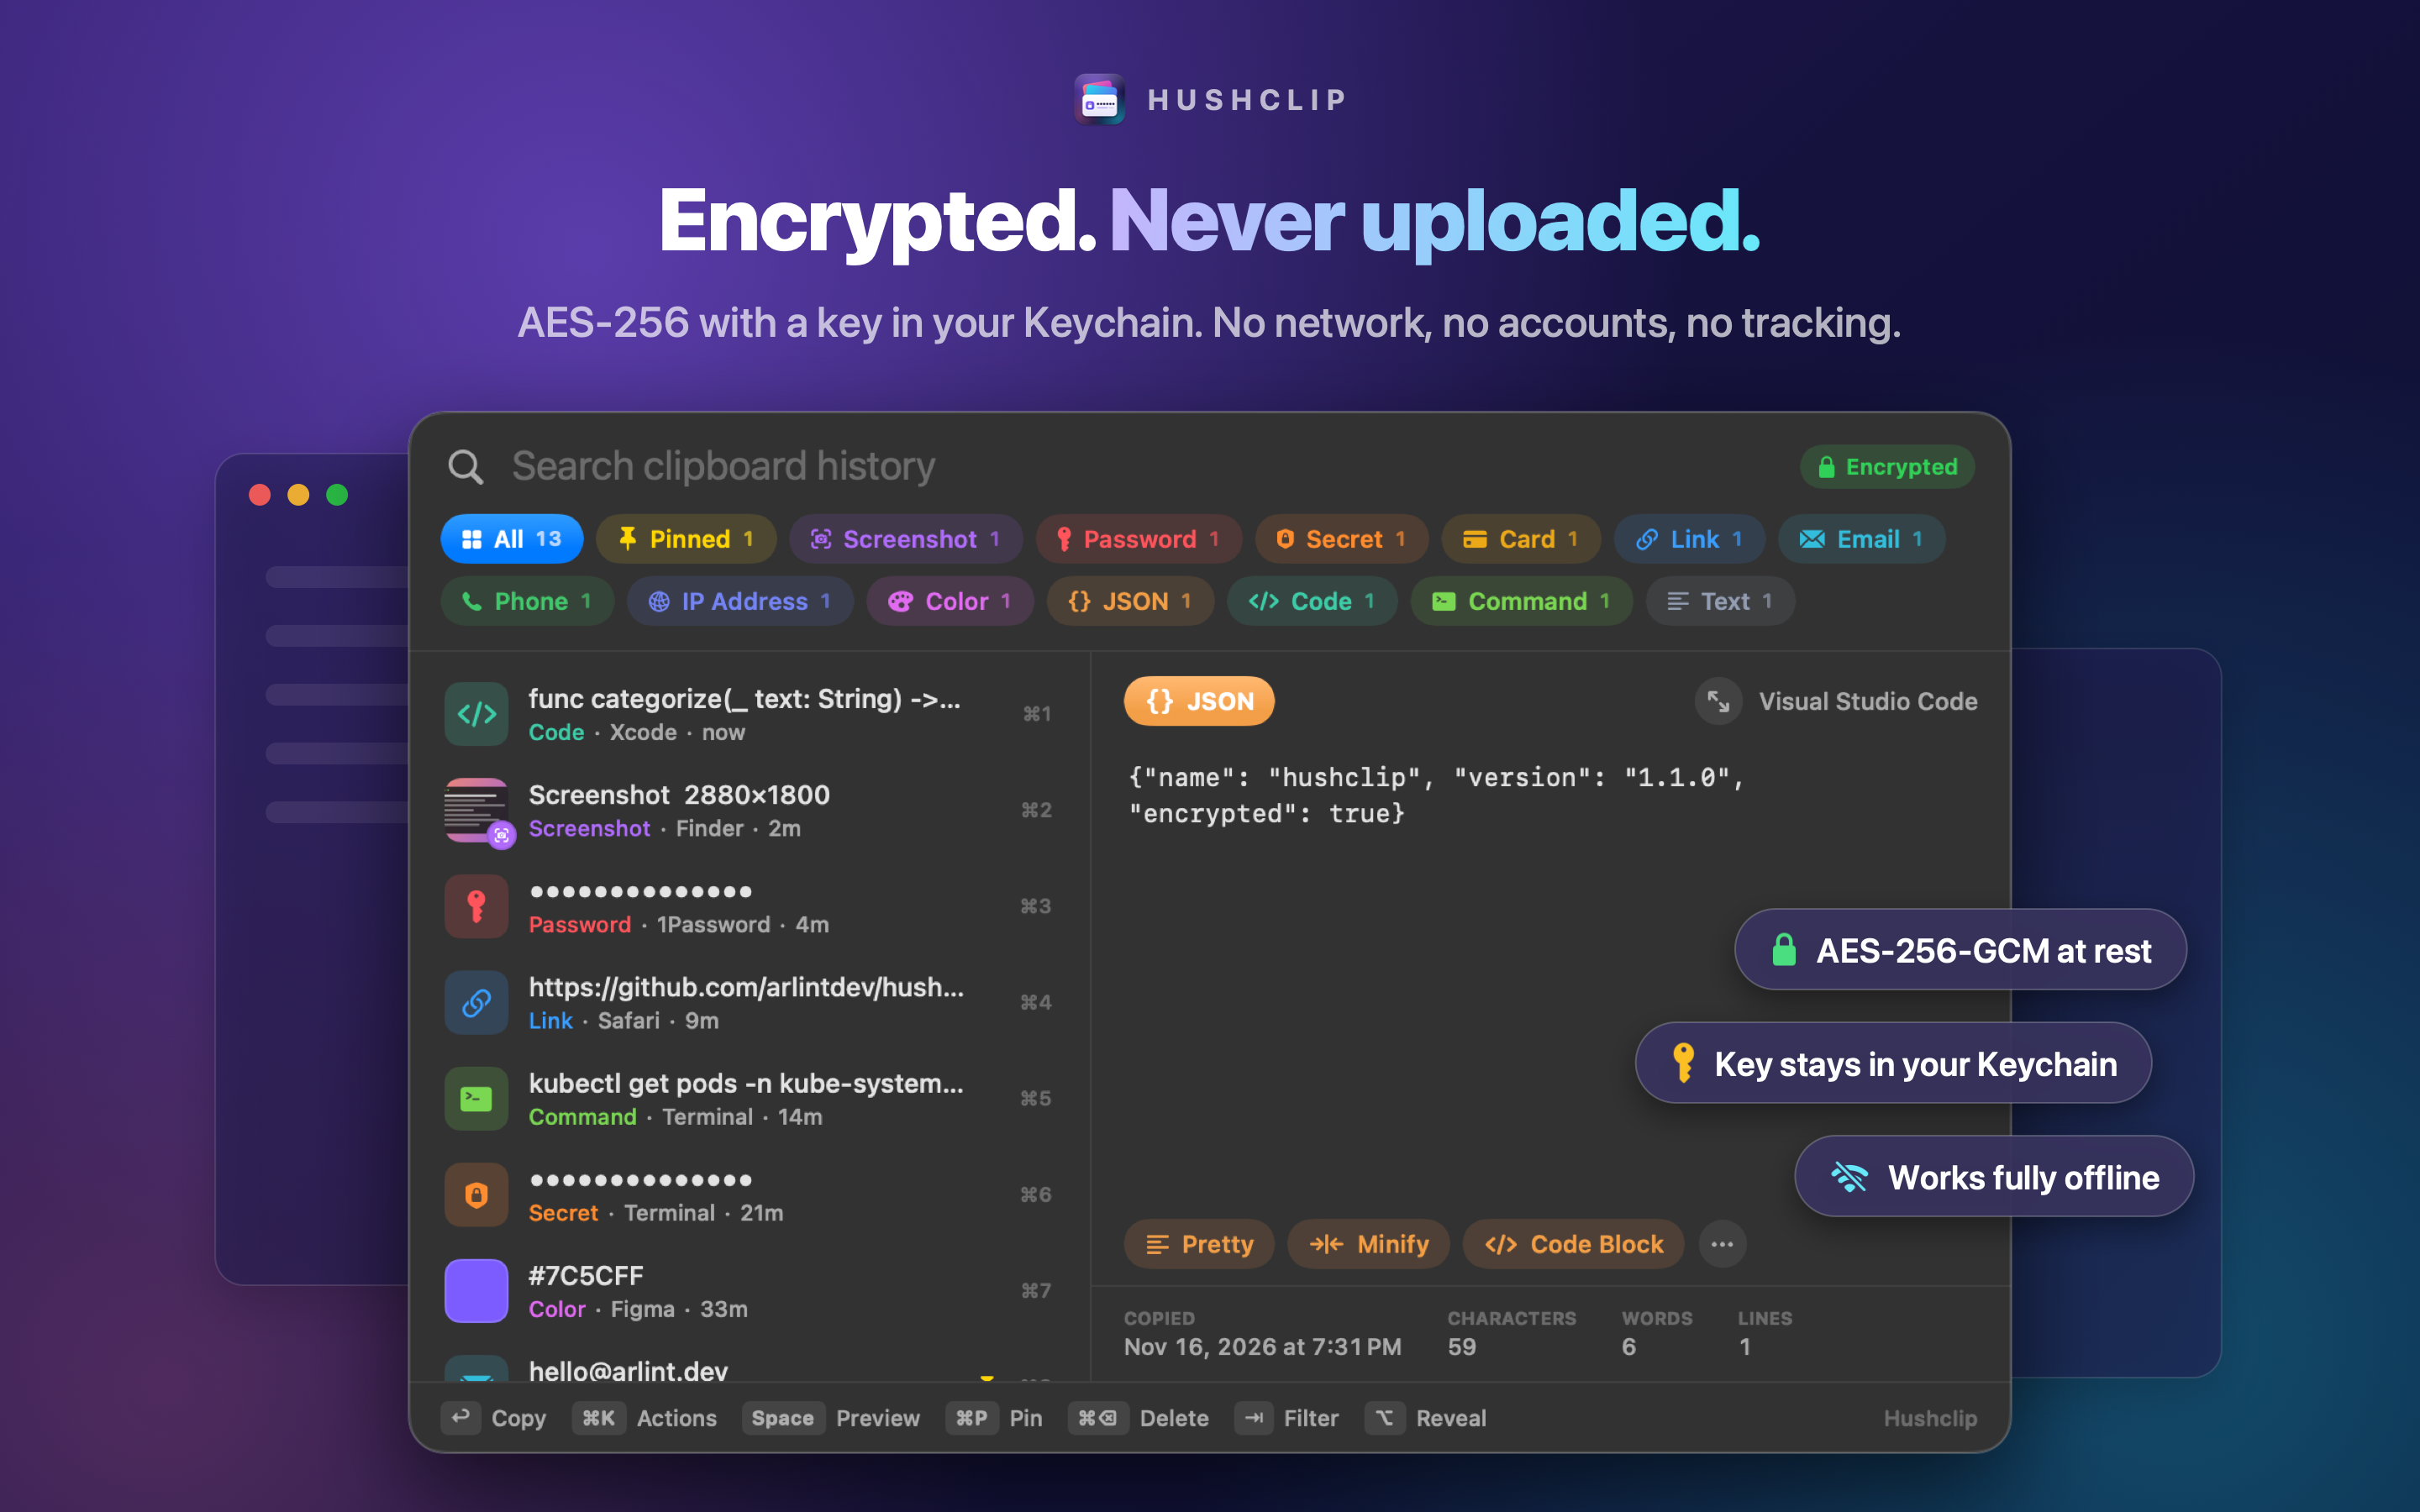 HUSHCLIP
Encrypted. Never uploaded.
AES-256 with a key in your Keychain. No network, no accounts, no tracking.
Search clipboard history
Encrypted
All 13
Pinned 1
Screenshot 1
Password 1
Secret 1
Card 1
Link 1
Email 1
Phone 1
IP Address 1
Color 1
{} JSON 1
</> Code 1
Command 1
Text 1
</>
func categorize(_ text: String) ->...
Code · Xcode · now
⌘1
Screenshot 2880×1800
Screenshot · Finder · 2m
⌘2
●●●●●●●●●●●●●●
Password · 1Password · 4m
⌘3
https://github.com/arlintdev/hush...
Link · Safari · 9m
⌘4
kubectl get pods -n kube-system...
Command · Terminal · 14m
⌘5
●●●●●●●●●●●●●●
Secret · Terminal · 21m
⌘6
#7C5CFF
Color · Figma · 33m
⌘7
hello@arlint.dev
{} JSON
Visual Studio Code
{"name": "hushclip", "version": "1.1.0",
"encrypted": true}
AES-256-GCM at rest
Key stays in your Keychain
Works fully offline
Pretty
Minify
</> Code Block
COPIED
Nov 16, 2026 at 7:31 PM
CHARACTERS
59
WORDS
6
LINES
1
↩ Copy
⌘K Actions
Space Preview
⌘P Pin
⌘⌫ Delete
⇥ Filter
⌥ Reveal
Hushclip